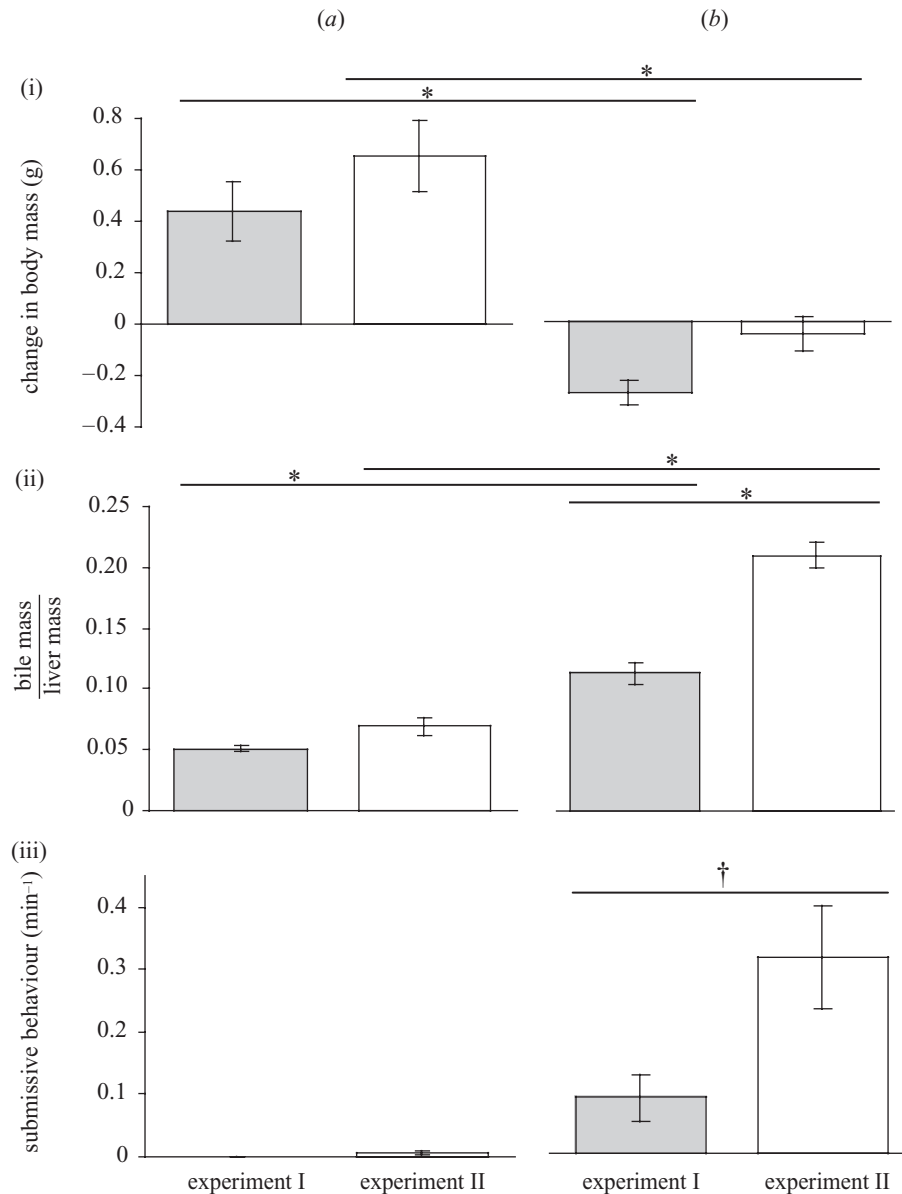 (a) (b)
(i)
* *
change in body mass (g)
0.8
0.6
0.4
0.2
0
−0.2
−0.4
(ii)
* * *
bile mass
liver mass
0.25
0.20
0.15
0.10
0.05
0
(iii)
†
submissive behaviour (min⁻¹)
0.4
0.3
0.2
0.1
0
experiment I experiment II experiment I experiment II